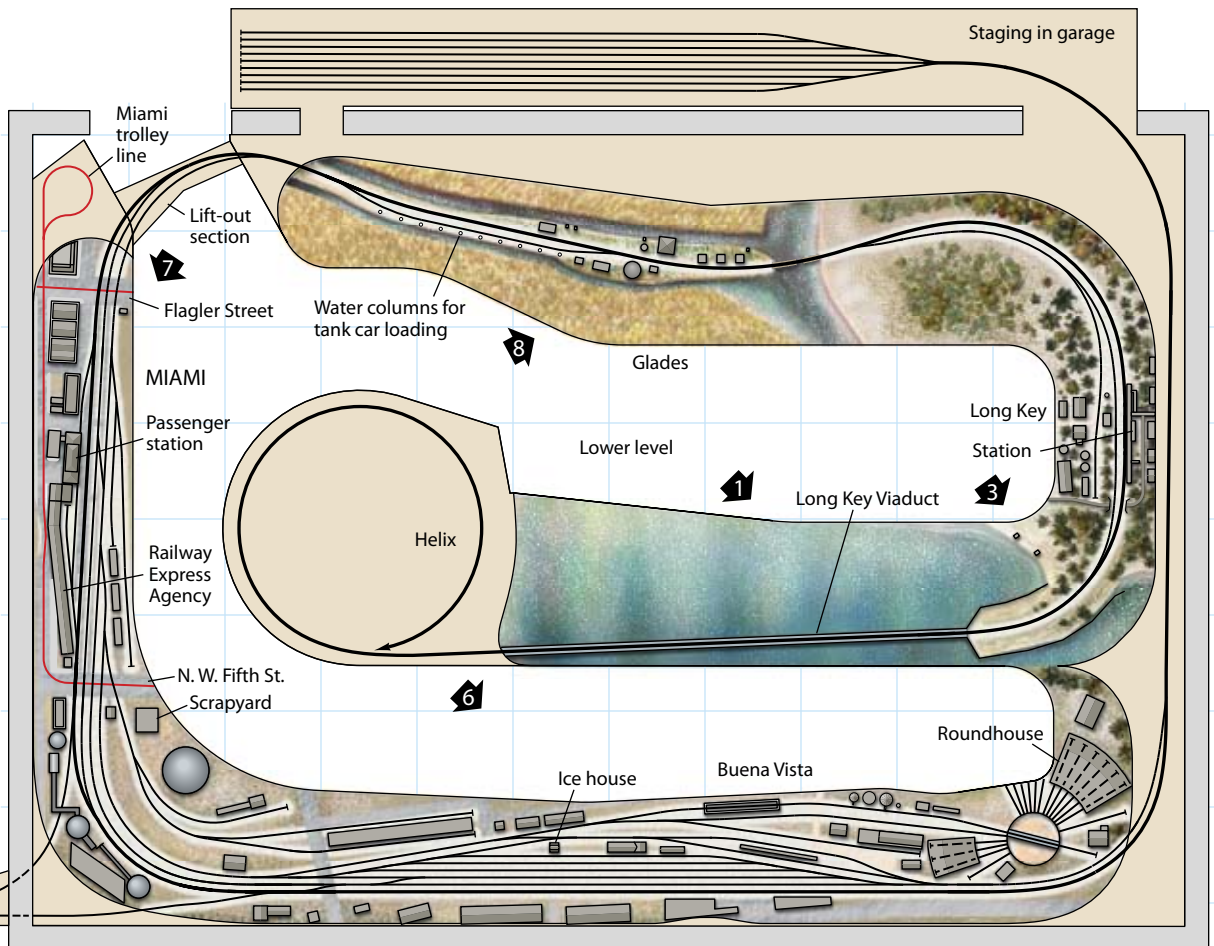 Staging in garage
Miami
trolley
line
Lift-out
section
7
Flagler Street
Water columns for
tank car loading
8
Glades
MIAMI
Passenger
station
Long Key
Station
Lower level
1
3
Long Key Viaduct
Helix
Railway
Express
Agency
N. W. Fifth St.
Scrapyard
6
Roundhouse
Ice house
Buena Vista